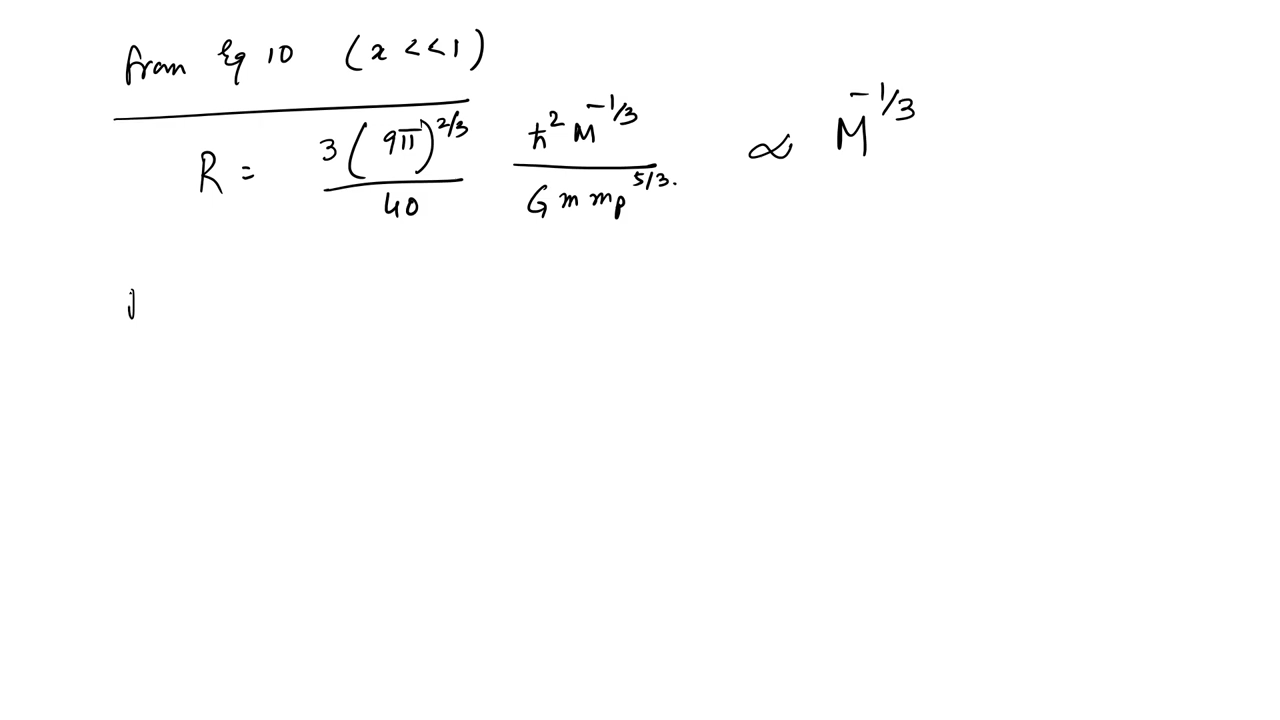 from Eq 10 (x << 1)
R = 3 (9π)^2/3 / 40 ħ^2 M^-1/3 / G m m_p^5/3. ∝ M^-1/3